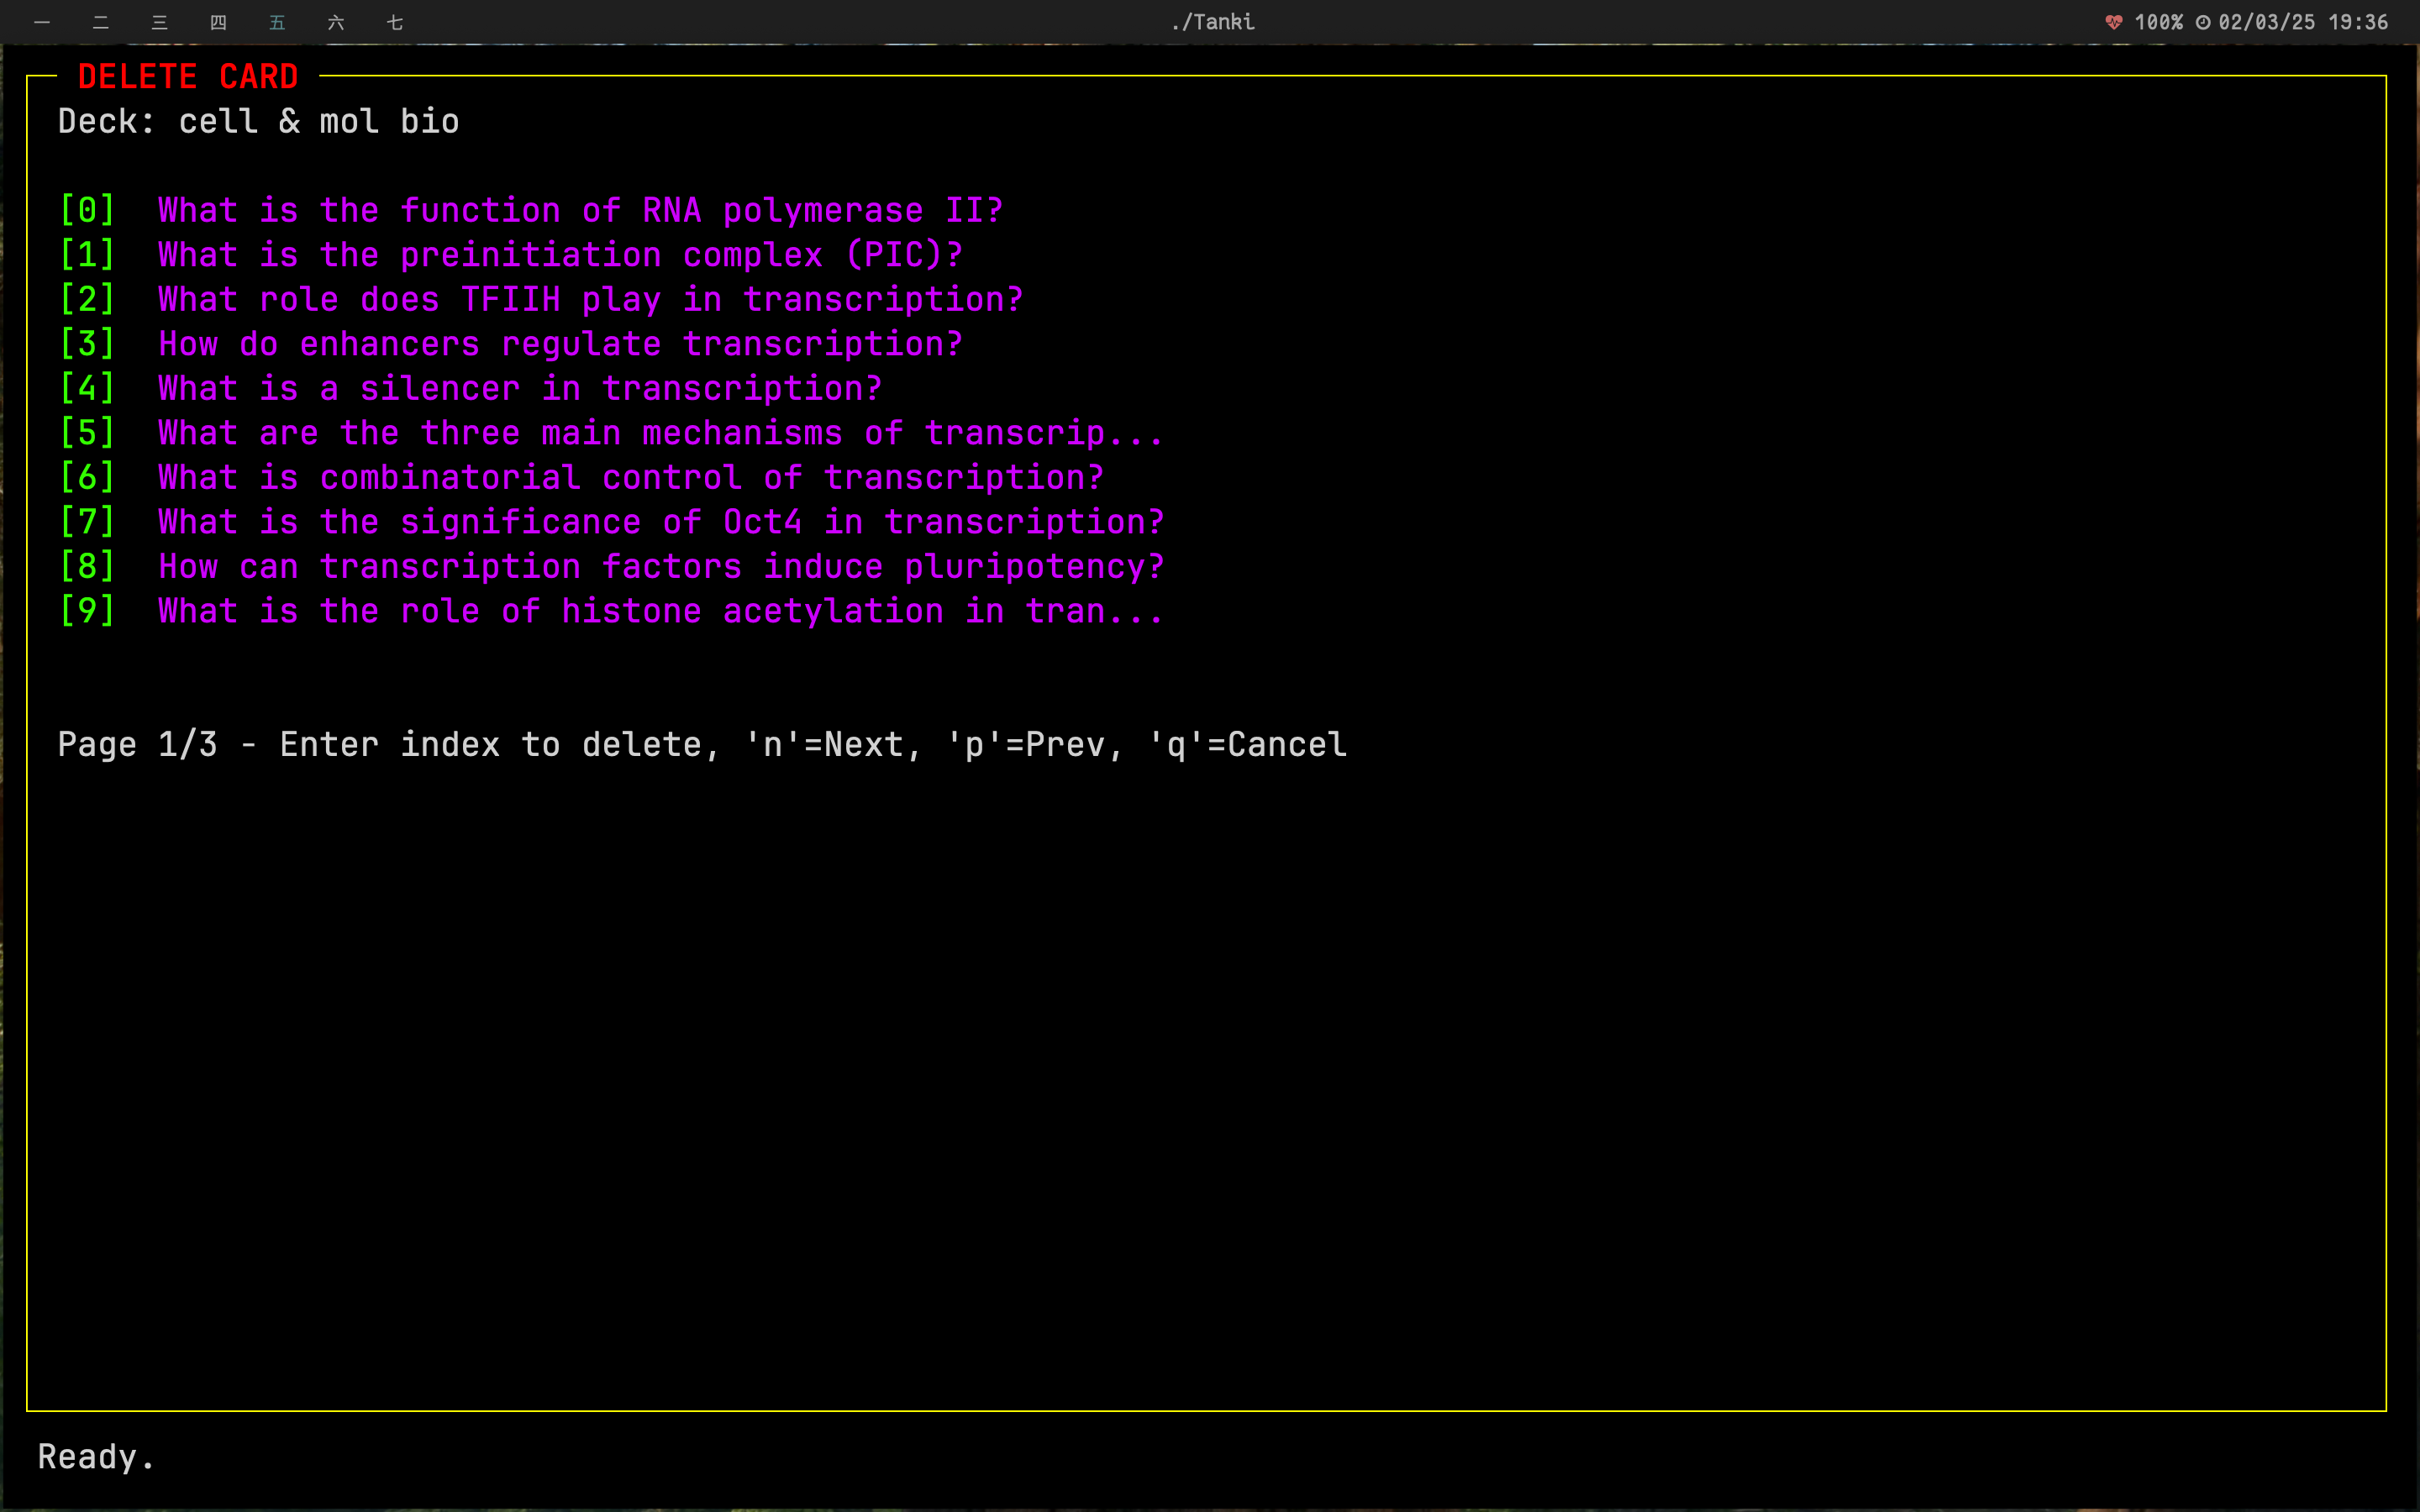 一 二 三 四 五 六 七 ./Tanki 100% 02/03/25 19:36
DELETE CARD
Deck: cell & mol bio
[0] What is the function of RNA polymerase II?
[1] What is the preinitiation complex (PIC)?
[2] What role does TFIIH play in transcription?
[3] How do enhancers regulate transcription?
[4] What is a silencer in transcription?
[5] What are the three main mechanisms of transcrip...
[6] What is combinatorial control of transcription?
[7] What is the significance of Oct4 in transcription?
[8] How can transcription factors induce pluripotency?
[9] What is the role of histone acetylation in tran...
Page 1/3 - Enter index to delete, 'n'=Next, 'p'=Prev, 'q'=Cancel
Ready.